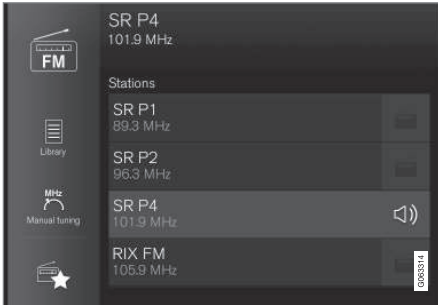 SR P4
101.9 MHz
FM
Stations
SR P1
89.3 MHz
Library
SR P2
96.3 MHz
MHz
Manual tuning
SR P4
101.9 MHz
RIX FM
105.9 MHz
G063314